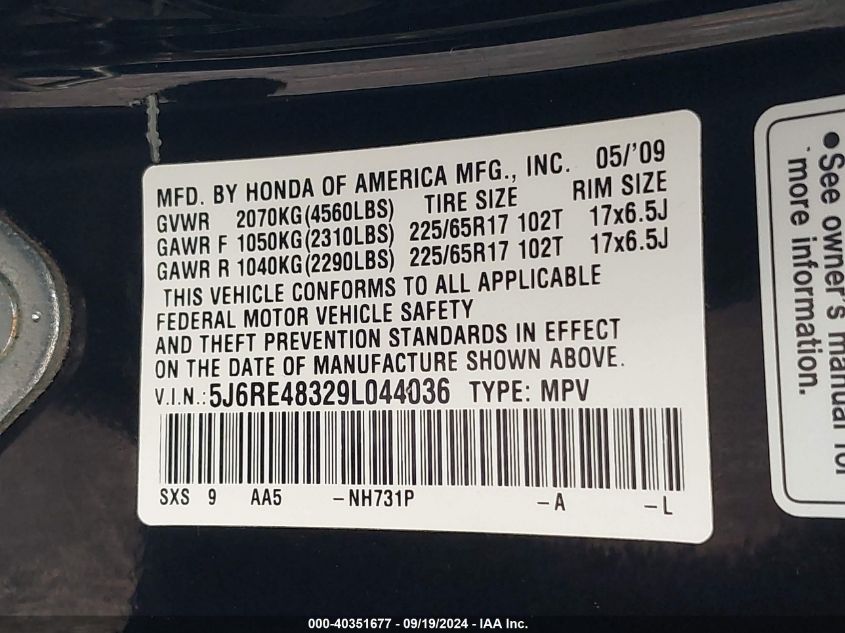 MFD. BY HONDA OF AMERICA MFG., INC. 05/'09
GVWR 2070KG(4560LBS) TIRE SIZE RIM SIZE
GAWR F 1050KG(2310LBS) 225/65R17 102T 17x6.5J
GAWR R 1040KG(2290LBS) 225/65R17 102T 17x6.5J
THIS VEHICLE CONFORMS TO ALL APPLICABLE
FEDERAL MOTOR VEHICLE SAFETY
AND THEFT PREVENTION STANDARDS IN EFFECT
ON THE DATE OF MANUFACTURE SHOWN ABOVE.
V.I.N.:5J6RE48329L044036 TYPE: MPV
SXS 9 AA5 -NH731P -A -L
●See owner's manual for
more information.
000-40351677 - 09/19/2024 - IAA Inc.